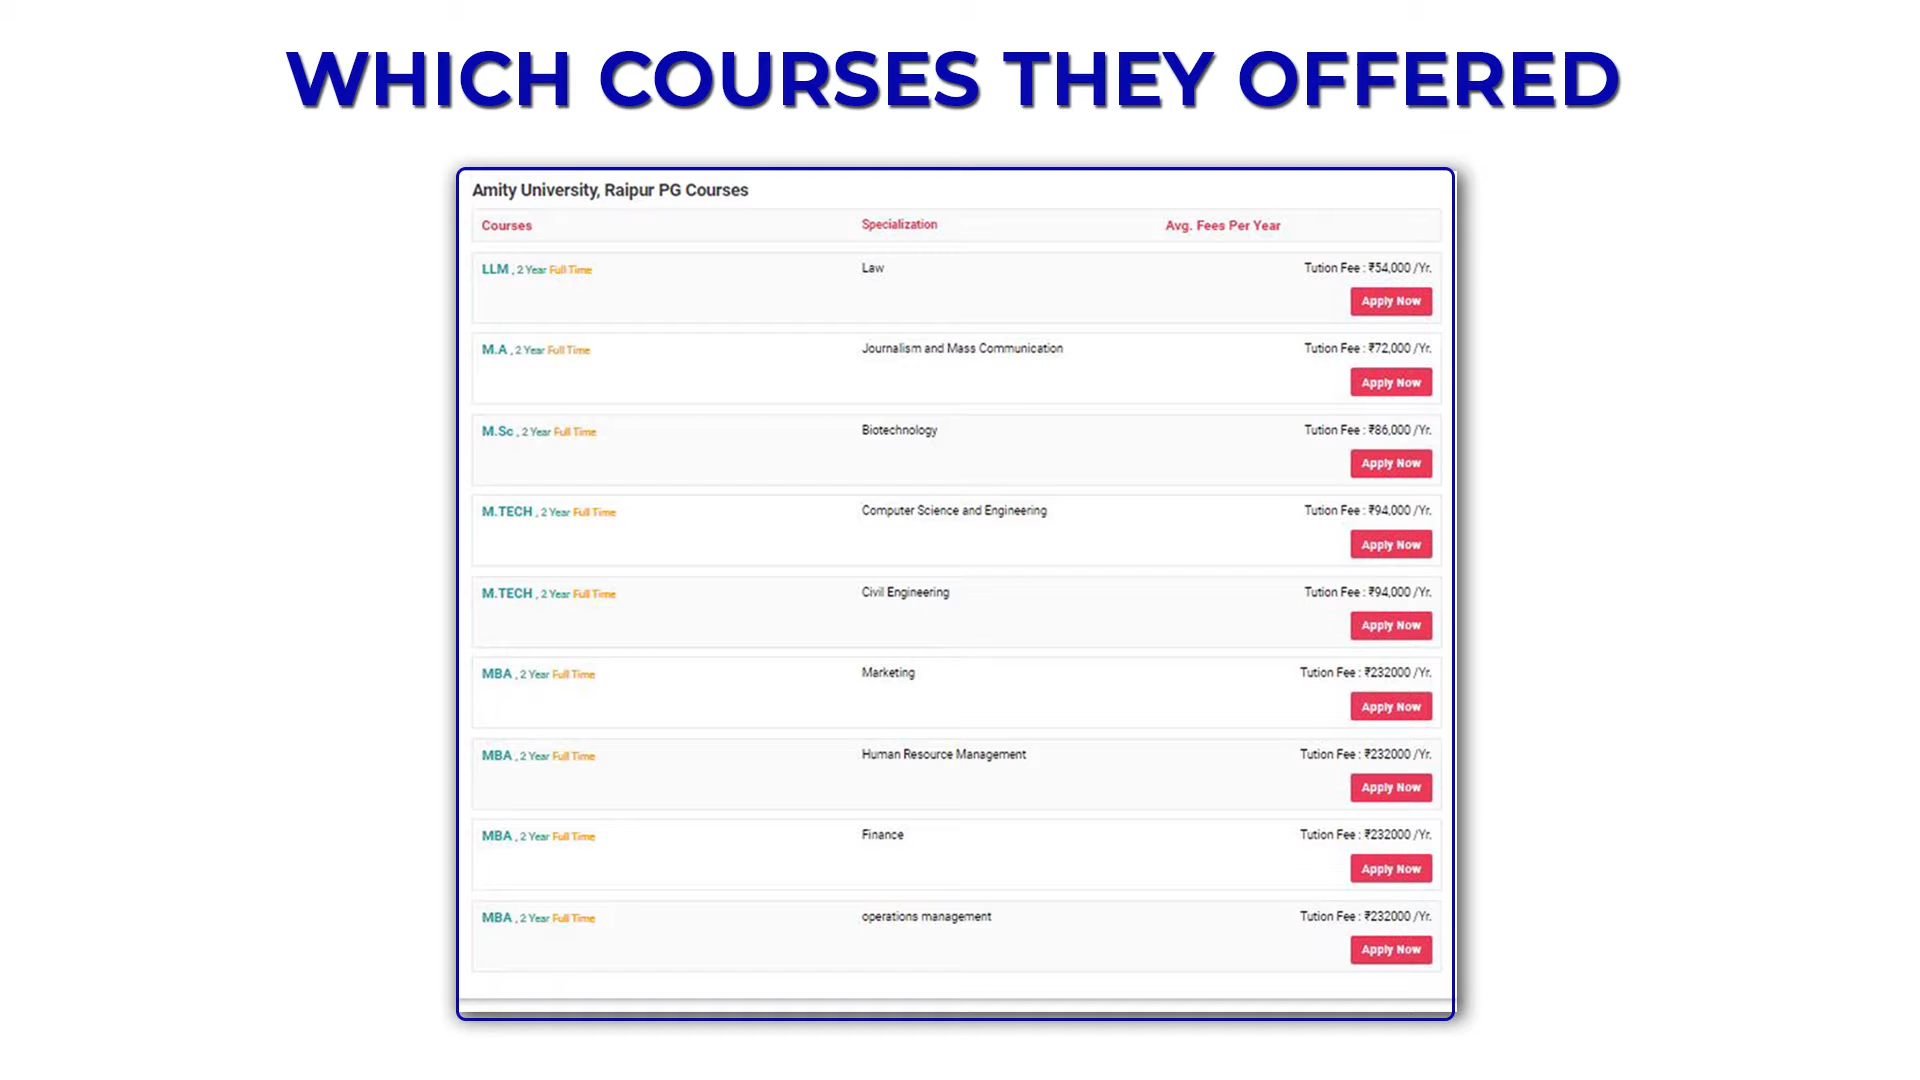 WHICH COURSES THEY OFFERED
Amity University, Raipur PG Courses
Courses Specialization Avg. Fees Per Year
LLM , 2 Year Full Time Law Tution Fee : ₹54,000 /Yr.
Apply Now
M.A , 2 Year Full Time Journalism and Mass Communication Tution Fee : ₹72,000 /Yr.
Apply Now
M.Sc , 2 Year Full Time Biotechnology Tution Fee : ₹86,000 /Yr.
Apply Now
M.TECH , 2 Year Full Time Computer Science and Engineering Tution Fee : ₹94,000 /Yr.
Apply Now
M.TECH , 2 Year Full Time Civil Engineering Tution Fee : ₹94,000 /Yr.
Apply Now
MBA , 2 Year Full Time Marketing Tution Fee : ₹232000 /Yr.
Apply Now
MBA , 2 Year Full Time Human Resource Management Tution Fee : ₹232000 /Yr.
Apply Now
MBA , 2 Year Full Time Finance Tution Fee : ₹232000 /Yr.
Apply Now
MBA , 2 Year Full Time operations management Tution Fee : ₹232000 /Yr.
Apply Now